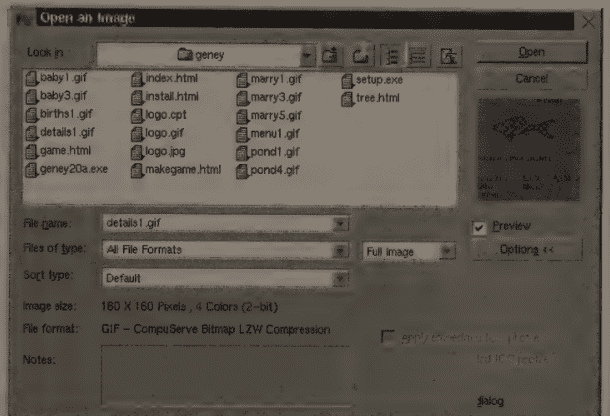 Open an Image
Look in: geney
baby1.gif index.html marry1.gif setup.exe
baby3.gif install.html marry3.gif tree.html
births1.gif logo.cpt marry5.gif
details1.gif logo.gif menu1.gif
game.html logo.jpg pond1.gif
geney20a.exe makegame.html pond4.gif
Open
Cancel
File name: details1.gif
Preview
Files of type: All File Formats Full image
Options <<
Sort type: Default
Image size: 160 X 160 Pixels , 4 Colors (2-bit)
File format: GIF - CompuServe Bitmap LZW Compression
Notes:
dialog